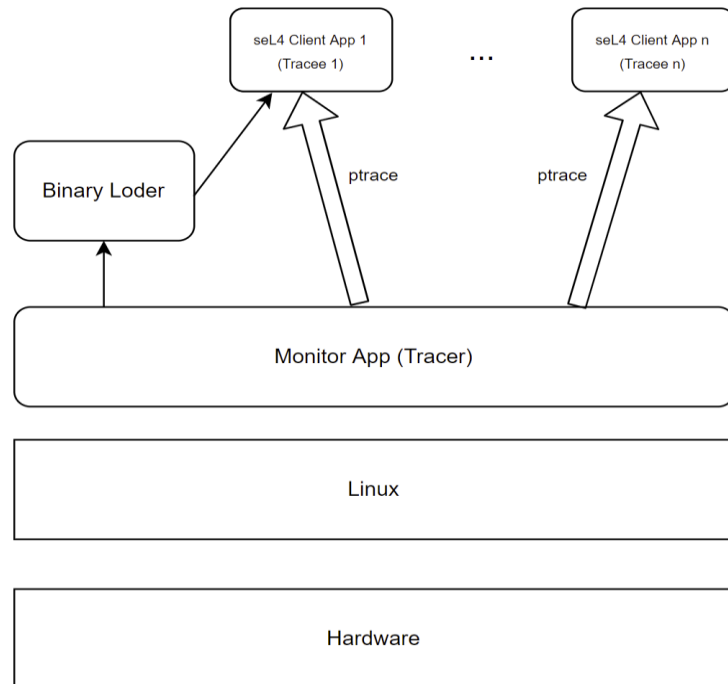 seL4 Client App 1
(Tracee 1)
...
seL4 Client App n
(Tracee n)
ptrace
ptrace
Binary Loder
Monitor App (Tracer)
Linux
Hardware